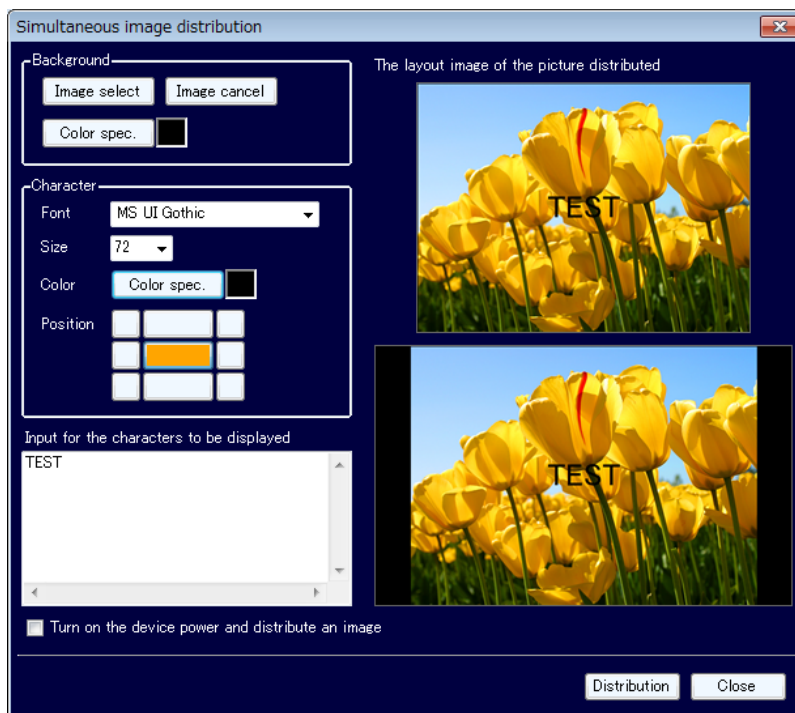 Simultaneous image distribution
Background
Image select
Image cancel
Color spec.
Character
Font
MS UI Gothic
Size
72
Color
Color spec.
Position
Input for the characters to be displayed
TEST
The layout image of the picture distributed
TEST
TEST
Turn on the device power and distribute an image
Distribution
Close